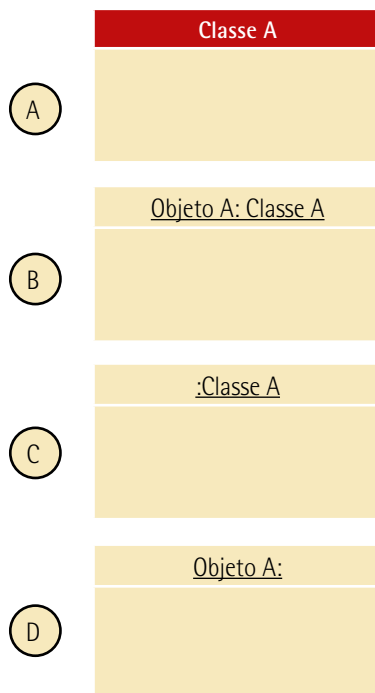 Classe A
A
Objeto A: Classe A
B
:Classe A
C
Objeto A:
D